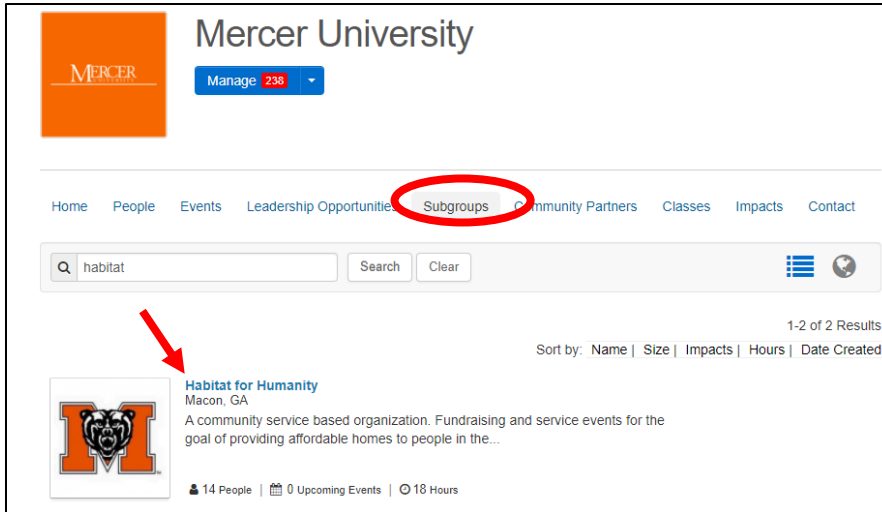 MERCER
UNIVERSITY
Mercer University
Manage 238
Home People Events Leadership Opportunities Subgroups Community Partners Classes Impacts Contact
habitat Search Clear
1-2 of 2 Results
Sort by: Name | Size | Impacts | Hours | Date Created
Habitat for Humanity
Macon, GA
A community service based organization. Fundraising and service events for the
goal of providing affordable homes to people in the...
14 People | 0 Upcoming Events | 18 Hours